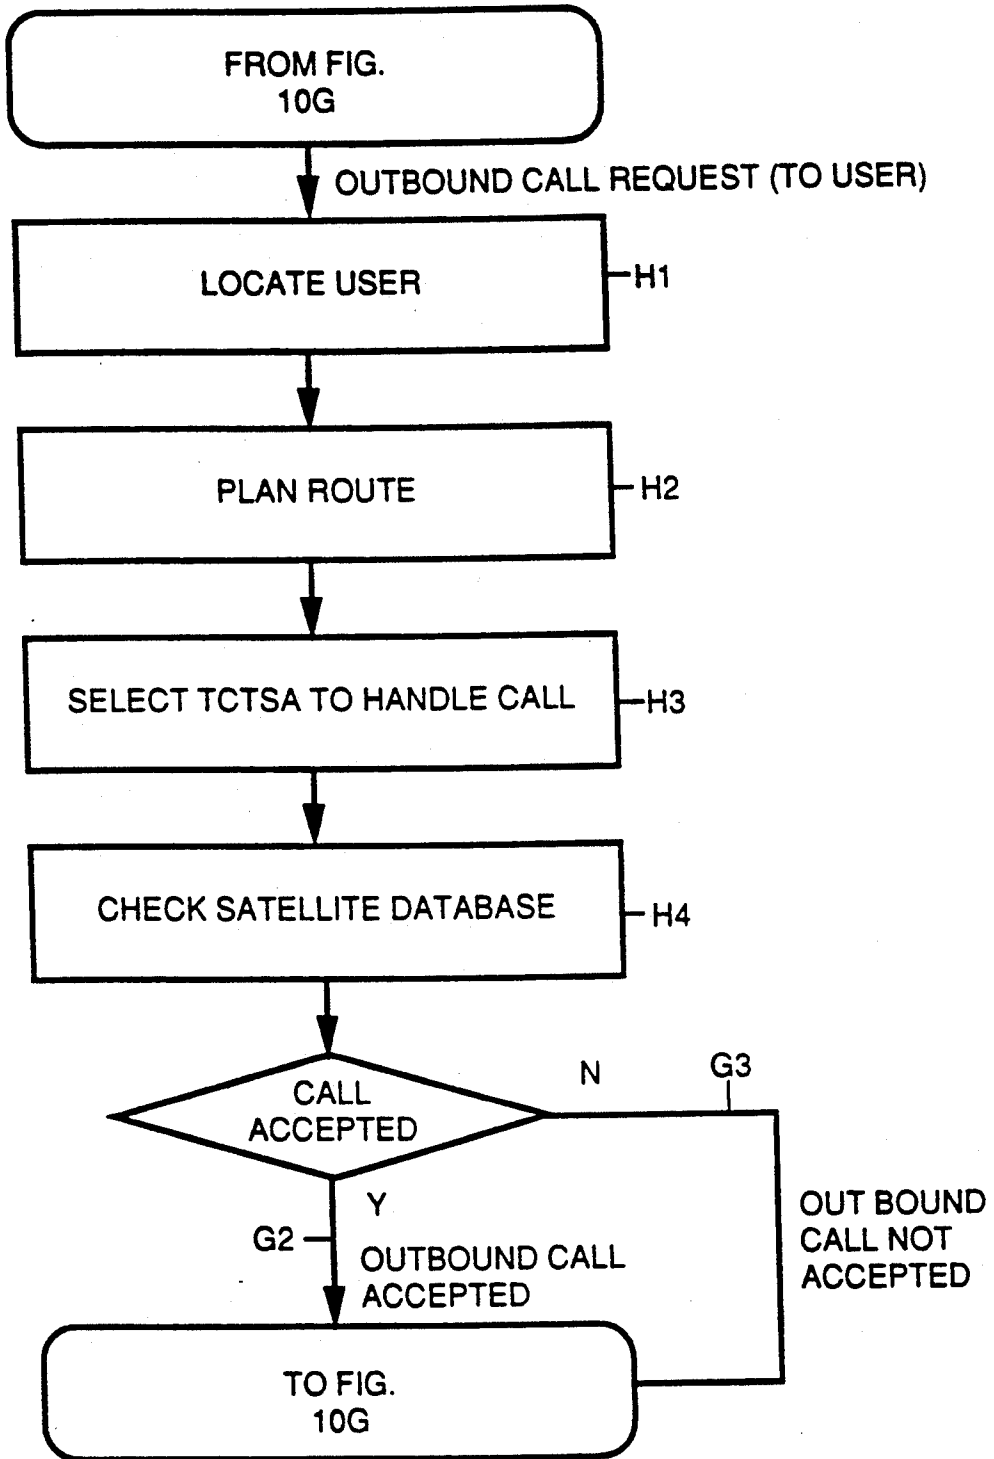 FROM FIG.
10G
OUTBOUND CALL REQUEST (TO USER)
LOCATE USER
H1
PLAN ROUTE
H2
SELECT TCTSA TO HANDLE CALL
H3
CHECK SATELLITE DATABASE
H4
CALL
ACCEPTED
N
G3
Y
G2
OUTBOUND CALL
ACCEPTED
OUT BOUND
CALL NOT
ACCEPTED
TO FIG.
10G